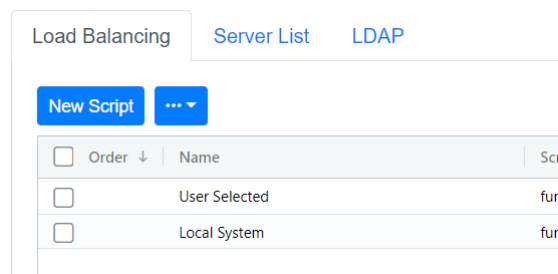 Load Balancing Server List LDAP
New Script ...
Order ↓ Name
User Selected
Local System